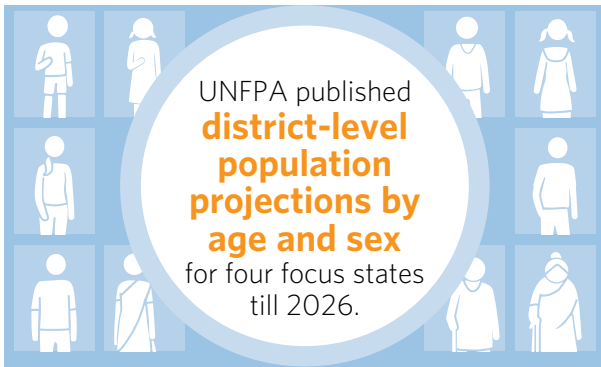 UNFPA published
district-level
population
projections by
age and sex
for four focus states
till 2026.